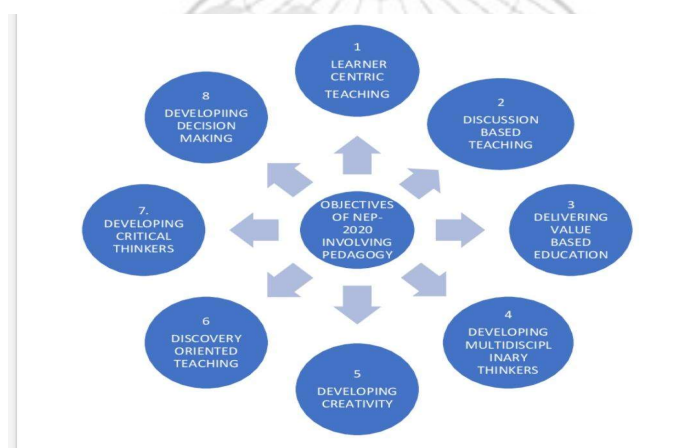 OBJECTIVES
OF NEP-
2020
INVOLVING
PEDAGOGY
1
LEARNER
CENTRIC
TEACHING
2
DISCUSSION
BASED
TEACHING
3
DELIVERING
VALUE
BASED
EDUCATION
4
DEVELOPING
MULTIDISCIPL
INARY
THINKERS
5
DEVELOPING
CREATIVITY
6
DISCOVERY
ORIENTED
TEACHING
7.
DEVELOPING
CRITICAL
THINKERS
8
DEVELOPIING
DECISION
MAKING